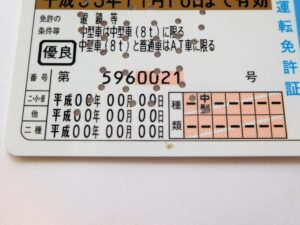 平成35年11月16日まで有効
免許の
条件等
眼鏡等
中型車は中型車(8t)に限る
中型車(8t)と普通車はAT車に限る
優良
番号 第 5960021 号
二・小・原 平成00年00月00日
他 平成00年00月00日
二種 平成00年00月00日
種類
中型
運転免許証